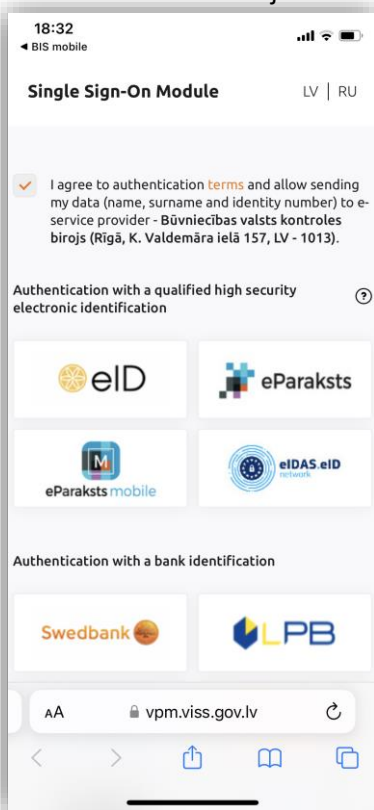 18:32
◀ BIS mobile
Single Sign-On Module
LV | RU
I agree to authentication terms and allow sending
my data (name, surname and identity number) to e-
service provider - Būvniecības valsts kontroles
birojs (Rīgā, K. Valdemāra ielā 157, LV - 1013).
Authentication with a qualified high security
electronic identification
?
eID
eParaksts
M
eParaksts mobile
eIDAS.eID
network
Authentication with a bank identification
Swedbank
LPB
AA
vpm.viss.gov.lv